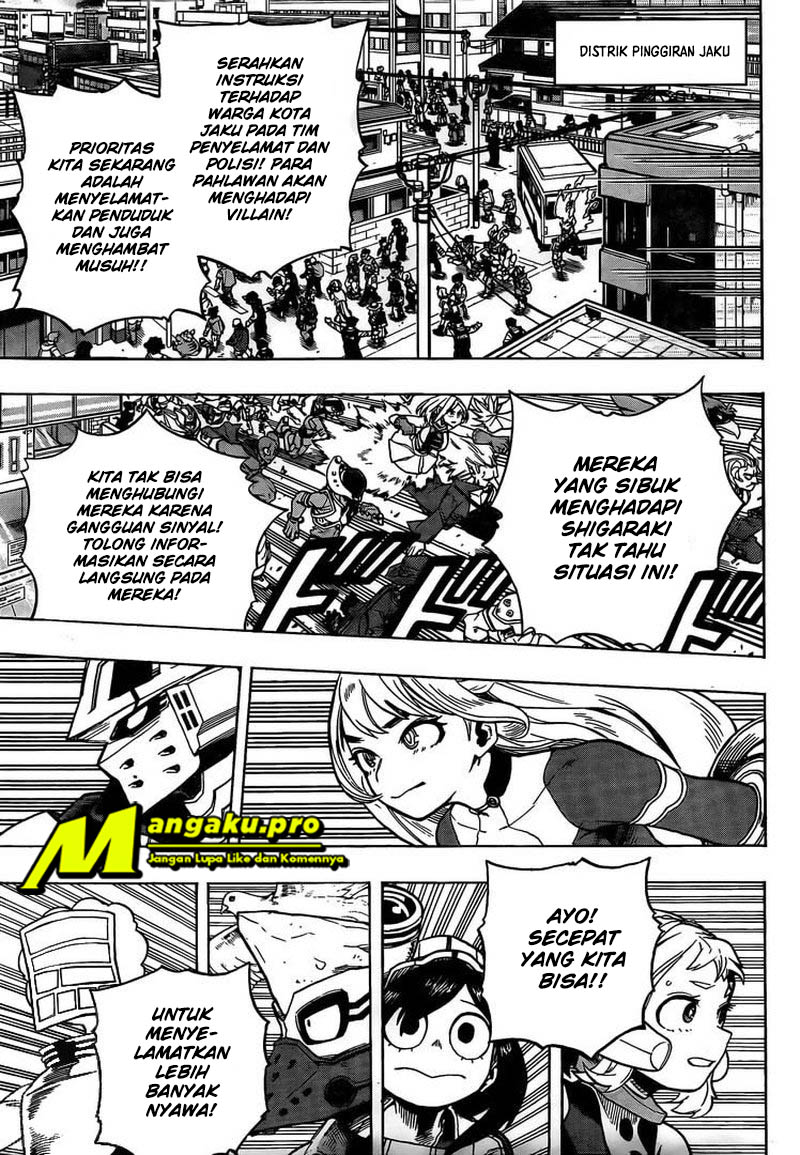 DISTRIK PINGGIRAN JAKU
SERAHKAN
INSTRUKSI
TERHADAP
WARGA KOTA
JAKU PADA TIM
PENYELAMAT DAN
POLISI! PARA
PAHLAWAN AKAN
MENGHADAPI
VILLAIN!
PRIORITAS
KITA SEKARANG
ADALAH
MENYELAMAT-
KAN PENDUDUK
DAN JUGA
MENGHAMBAT
MUSUH!!
MEREKA
YANG SIBUK
MENGHADAPI
SHIGARAKI
TAK TAHU
SITUASI INI!
KITA TAK BISA
MENGHUBUNGI
MEREKA KARENA
GANGGUAN SINYAL!
TOLONG INFOR-
MASIKAN SECARA
LANGSUNG PADA
MEREKA!
ドドド
Mangaku.pro
Jangan Lupa Like dan Komennya
AYO!
SECEPAT
YANG KITA
BISA!!
UNTUK
MENYE-
LAMATKAN
LEBIH
BANYAK
NYAWA!